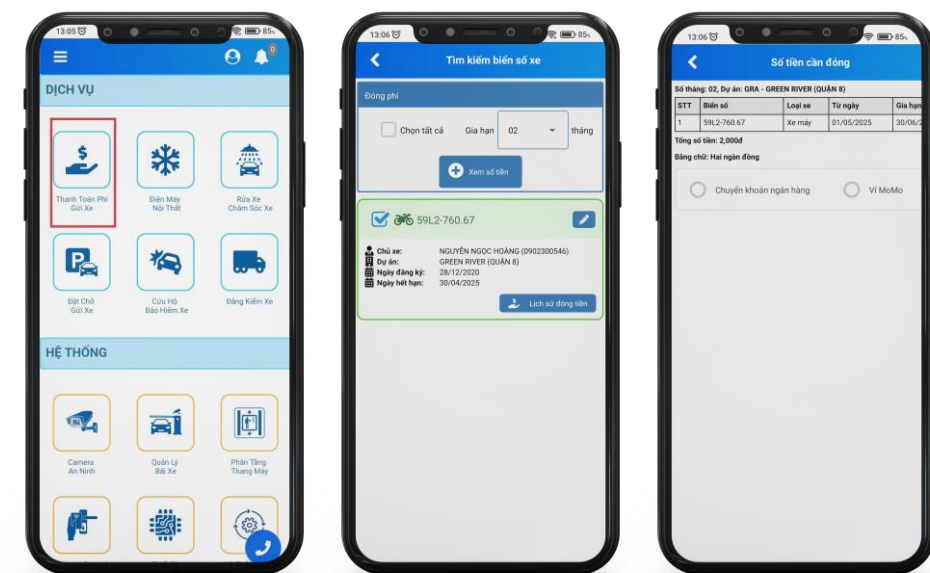 13:05
85%
0
DỊCH VỤ
Thanh Toán Phí
Gửi Xe
Điện Máy
Nội Thất
Rửa Xe
Chăm Sóc Xe
Đặt Chỗ
Gửi Xe
Cứu Hộ
Bảo Hiểm Xe
Đăng Kiểm Xe
HỆ THỐNG
Camera
An Ninh
Quản Lý
Bãi Xe
Phân Tầng
Thang Máy
13:06
85%
Tìm kiếm biển số xe
Đóng phí
Chọn tất cả Gia hạn 02 tháng
Xem số tiền
59L2-760.67
Chủ xe: NGUYỄN NGỌC HOÀNG (0902300546)
Dự án: GREEN RIVER (QUẬN 8)
Ngày đăng ký: 28/12/2020
Ngày hết hạn: 30/04/2025
Lịch sử đóng tiền
13:06
85%
Số tiền cần đóng
Số tháng: 02, Dự án: GRA - GREEN RIVER (QUẬN 8)
STT Biển số Loại xe Từ ngày Gia hạn
1 59L2-760.67 Xe máy 01/05/2025 30/06/2
Tổng số tiền: 2,000đ
Bằng chữ: Hai ngàn đồng
Chuyển khoản ngân hàng Ví MoMo